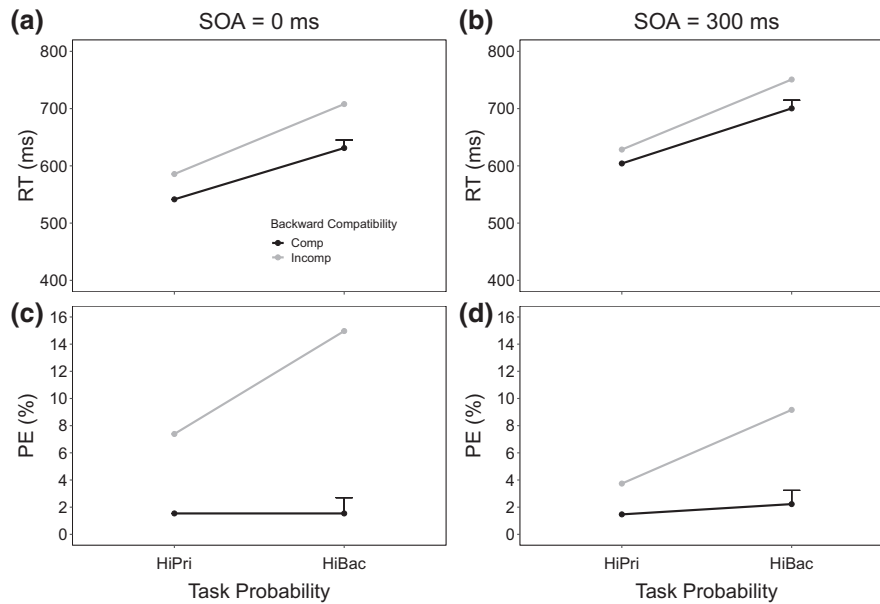 (a)
SOA = 0 ms
(b)
SOA = 300 ms
800
700
600
500
400
RT (ms)
Backward Compatibility
Comp
Incomp
800
700
600
500
400
RT (ms)
(c)
16
14
12
10
8
6
4
2
0
PE (%)
HiPri
HiBac
Task Probability
(d)
16
14
12
10
8
6
4
2
0
PE (%)
HiPri
HiBac
Task Probability